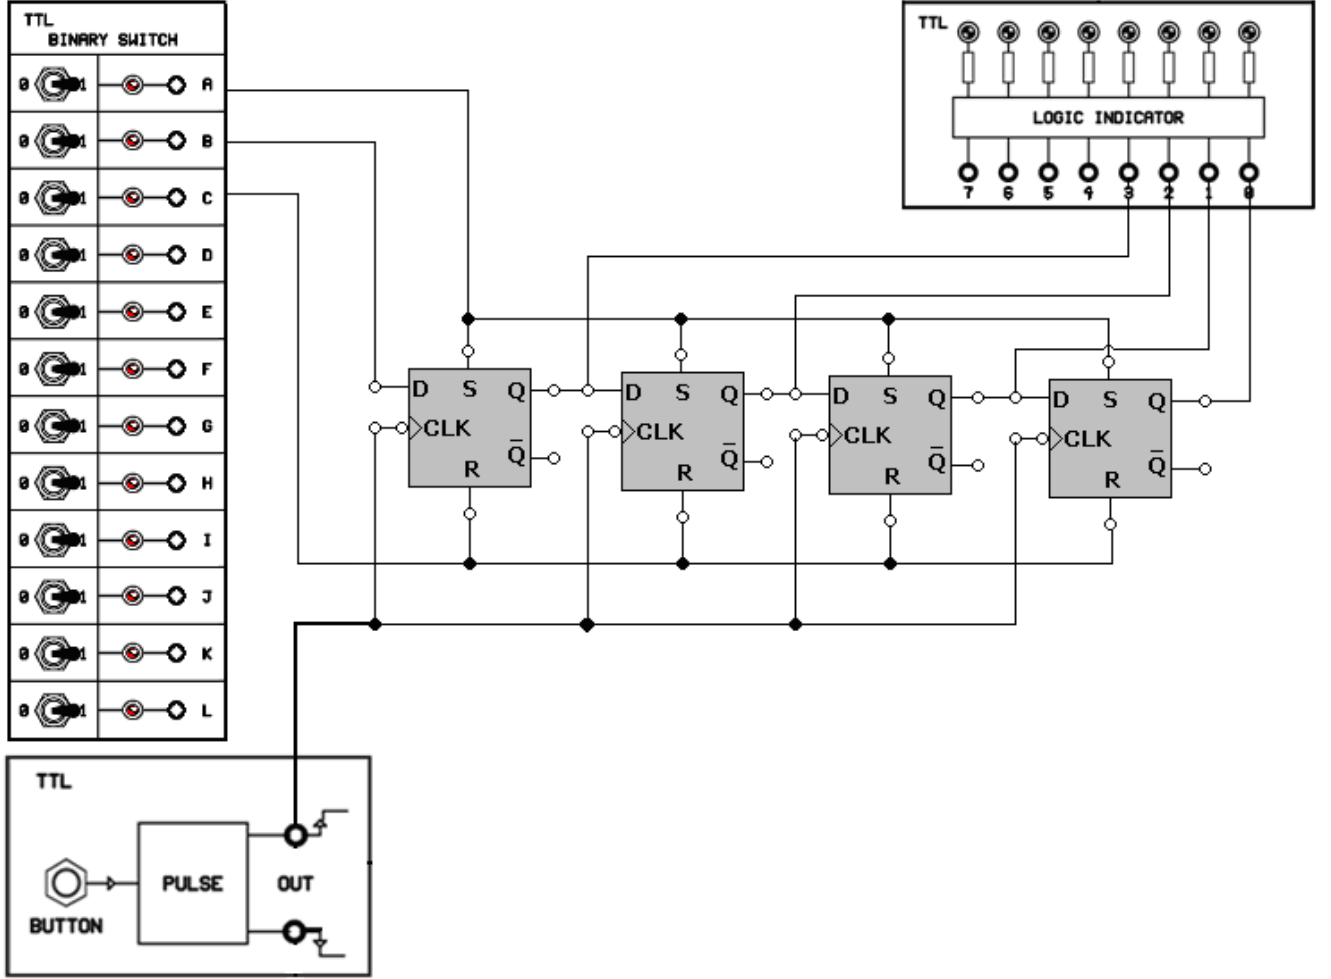 TTL
BINARY SWITCH
0 1 A
0 1 B
0 1 C
0 1 D
0 1 E
0 1 F
0 1 G
0 1 H
0 1 I
0 1 J
0 1 K
0 1 L
TTL
LOGIC INDICATOR
7 6 5 4 3 2 1 0
D S Q
CLK
Q̅
R
D S Q
CLK
Q̅
R
D S Q
CLK
Q̅
R
D S Q
CLK
Q̅
R
TTL
PULSE
OUT
BUTTON